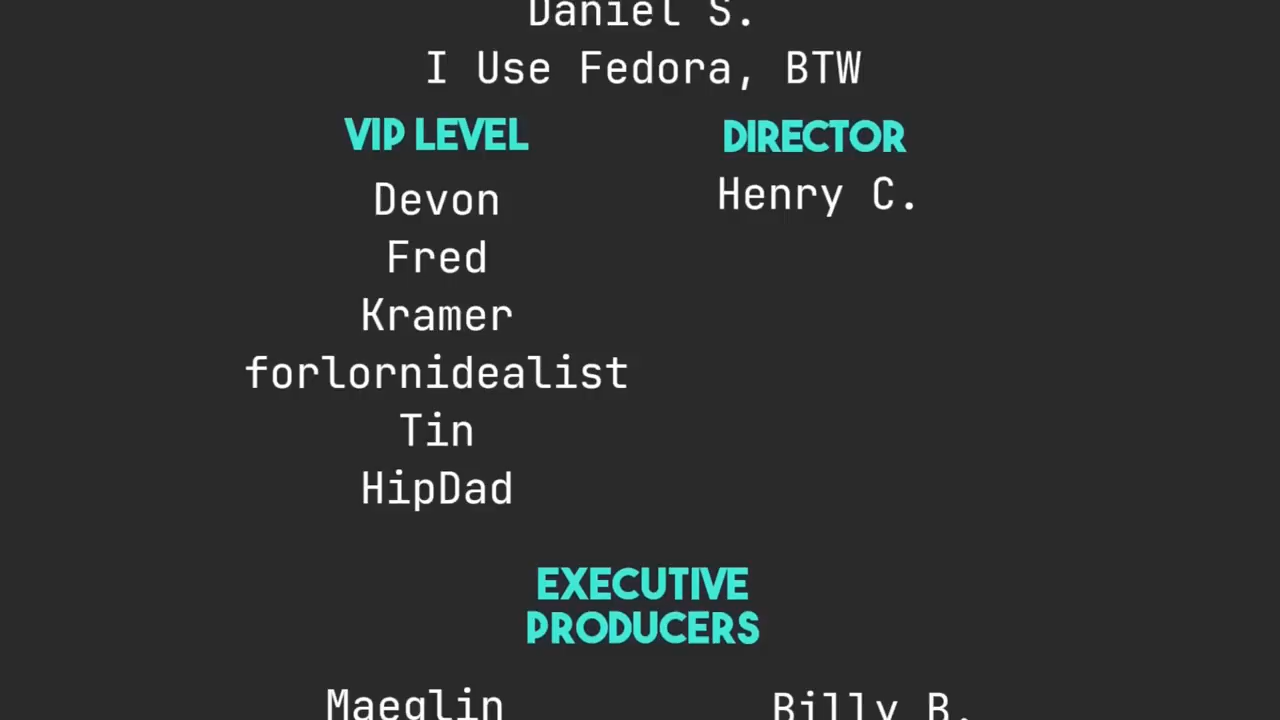 Daniel S.
I Use Fedora, BTW
VIP LEVEL
Devon
Fred
Kramer
forlornidealist
Tin
HipDad
DIRECTOR
Henry C.
EXECUTIVE
PRODUCERS
Maeglin
Billy B.